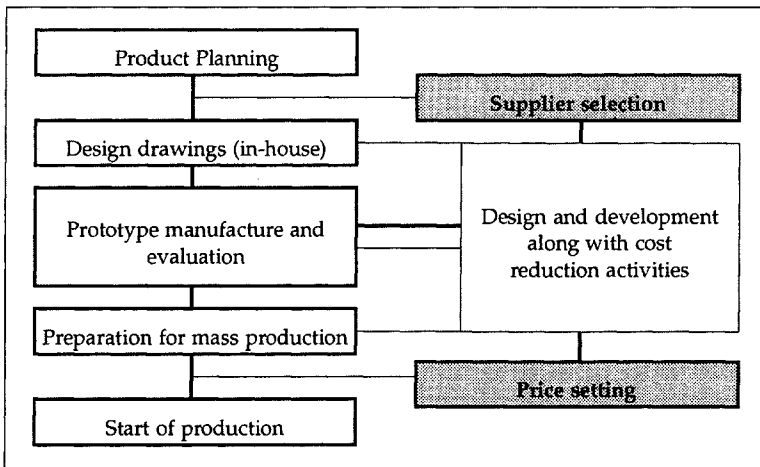 Product Planning
Supplier selection
Design drawings (in-house)
Prototype manufacture and
evaluation
Design and development
along with cost
reduction activities
Preparation for mass production
Price setting
Start of production